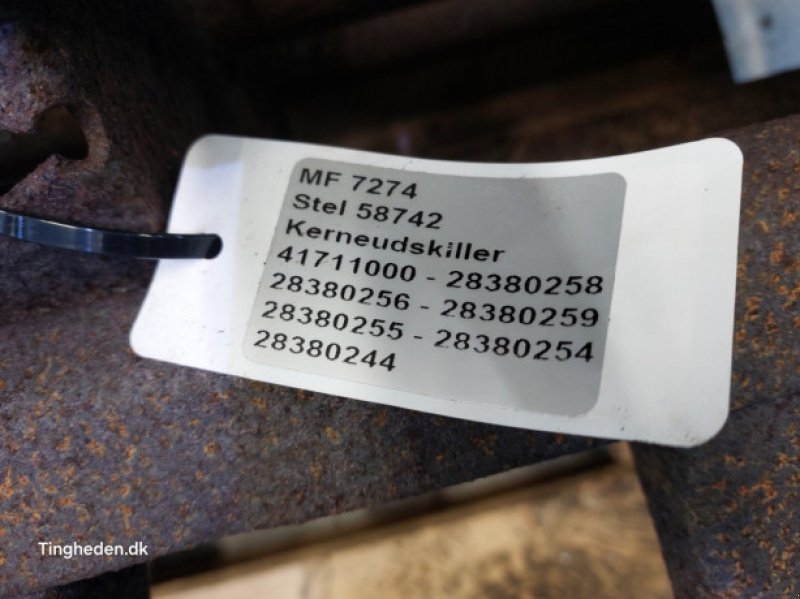 MF 7274
Stel 58742
Kerneudskiller
41711000 - 28380258
28380256 - 28380259
28380255 - 28380254
28380244
Tingheden.dk